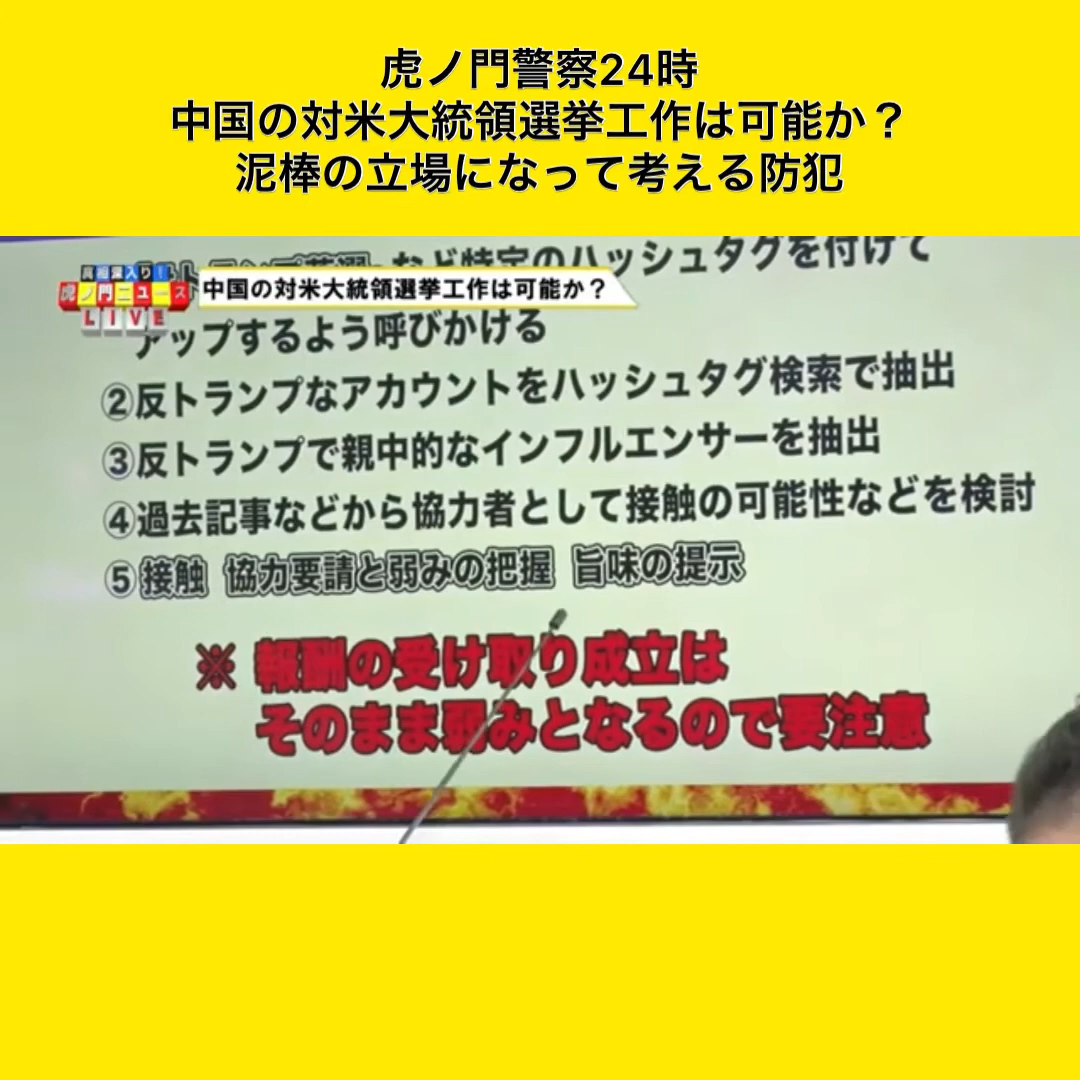 虎ノ門警察24時
中国の対米大統領選挙工作は可能か？
泥棒の立場になって考える防犯
など特定のハッシュタグを付けて
真相深入り！
虎ノ門ニュース
LIVE
中国の対米大統領選挙工作は可能か？
アップするよう呼びかける
②反トランプなアカウントをハッシュタグ検索で抽出
③反トランプで親中的なインフルエンサーを抽出
④過去記事などから協力者として接触の可能性などを検討
⑤接触 協力要請と弱みの把握 旨味の提示
※ 報酬の受け取り成立は
そのまま弱みとなるので要注意